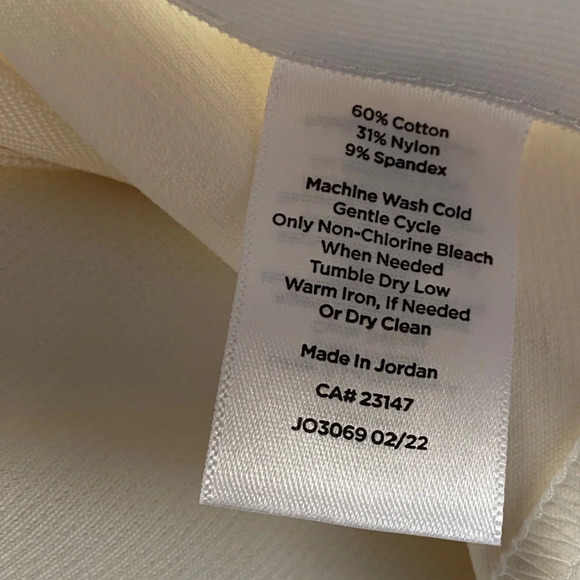 60% Cotton
31% Nylon
9% Spandex
Machine Wash Cold
Gentle Cycle
Only Non-Chlorine Bleach
When Needed
Tumble Dry Low
Warm Iron, If Needed
Or Dry Clean
Made In Jordan
CA# 23147
JO3069 02/22